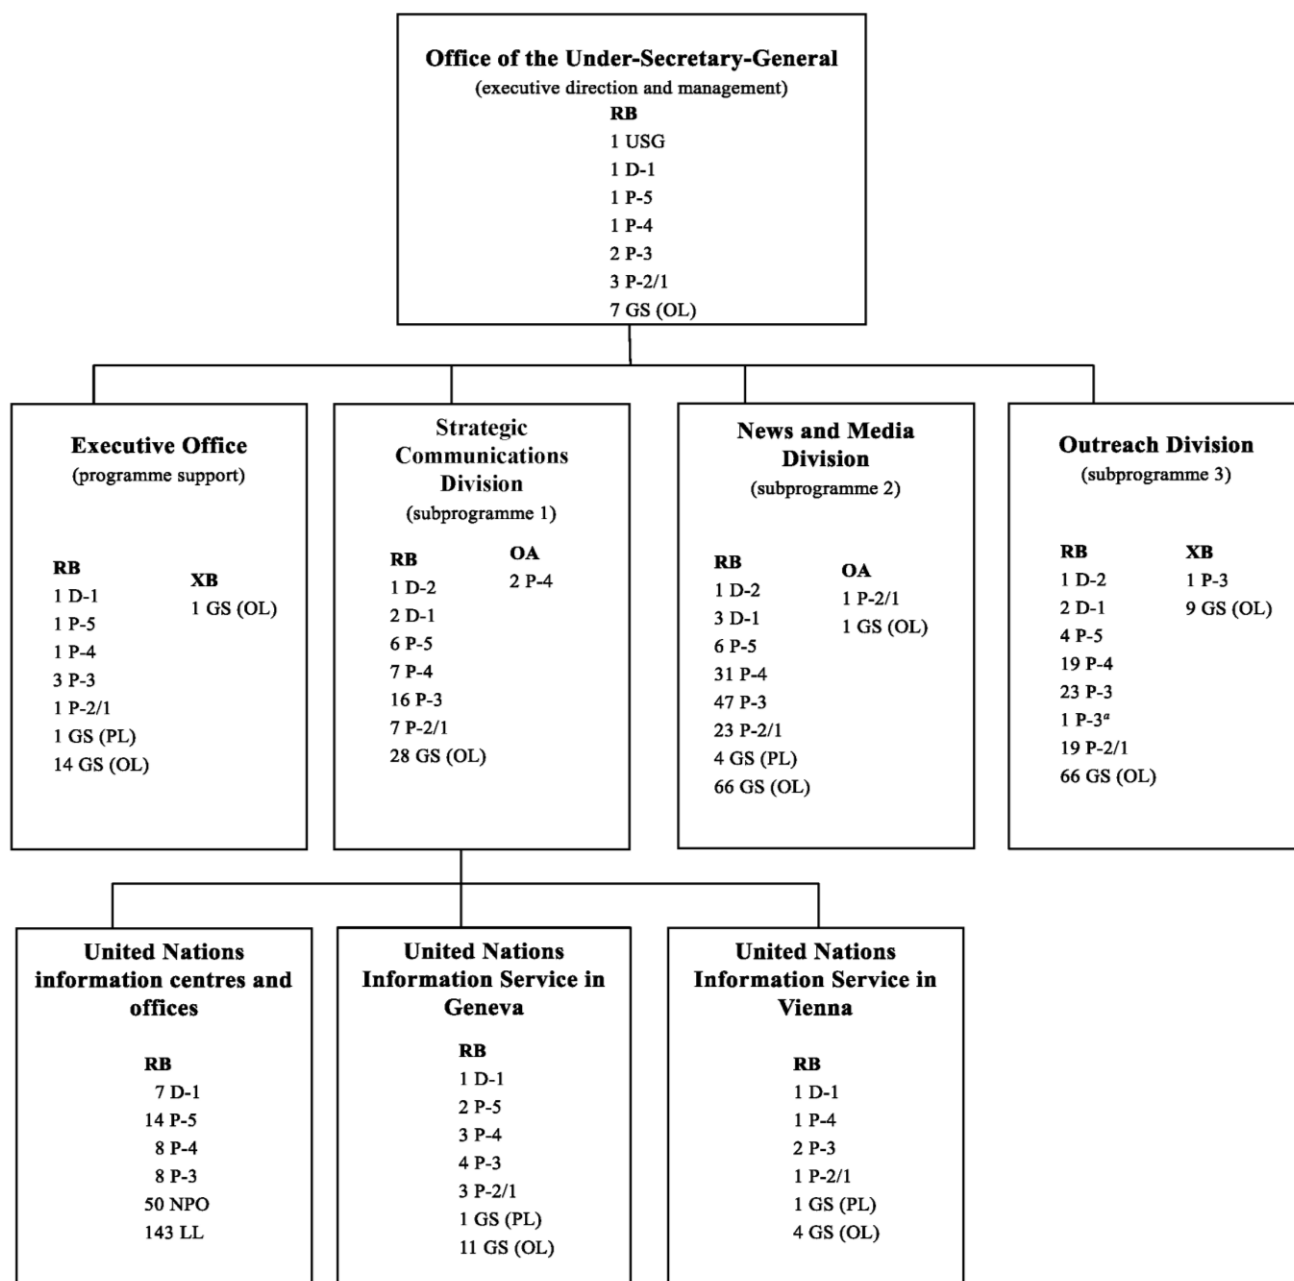 Office of the Under-Secretary-General
(executive direction and management)
RB
1 USG
1 D-1
1 P-5
1 P-4
2 P-3
3 P-2/1
7 GS (OL)
Executive Office
(programme support)
RB
1 D-1
1 P-5
1 P-4
3 P-3
1 P-2/1
1 GS (PL)
14 GS (OL)
XB
1 GS (OL)
Strategic
Communications
Division
(subprogramme 1)
RB
1 D-2
2 D-1
6 P-5
7 P-4
16 P-3
7 P-2/1
28 GS (OL)
OA
2 P-4
News and Media
Division
(subprogramme 2)
RB
1 D-2
3 D-1
6 P-5
31 P-4
47 P-3
23 P-2/1
4 GS (PL)
66 GS (OL)
OA
1 P-2/1
1 GS (OL)
Outreach Division
(subprogramme 3)
RB
1 D-2
2 D-1
4 P-5
19 P-4
23 P-3
1 P-3ª
19 P-2/1
66 GS (OL)
XB
1 P-3
9 GS (OL)
United Nations
information centres and
offices
RB
7 D-1
14 P-5
8 P-4
8 P-3
50 NPO
143 LL
United Nations
Information Service in
Geneva
RB
1 D-1
2 P-5
3 P-4
4 P-3
3 P-2/1
1 GS (PL)
11 GS (OL)
United Nations
Information Service in
Vienna
RB
1 D-1
1 P-4
2 P-3
1 P-2/1
1 GS (PL)
4 GS (OL)